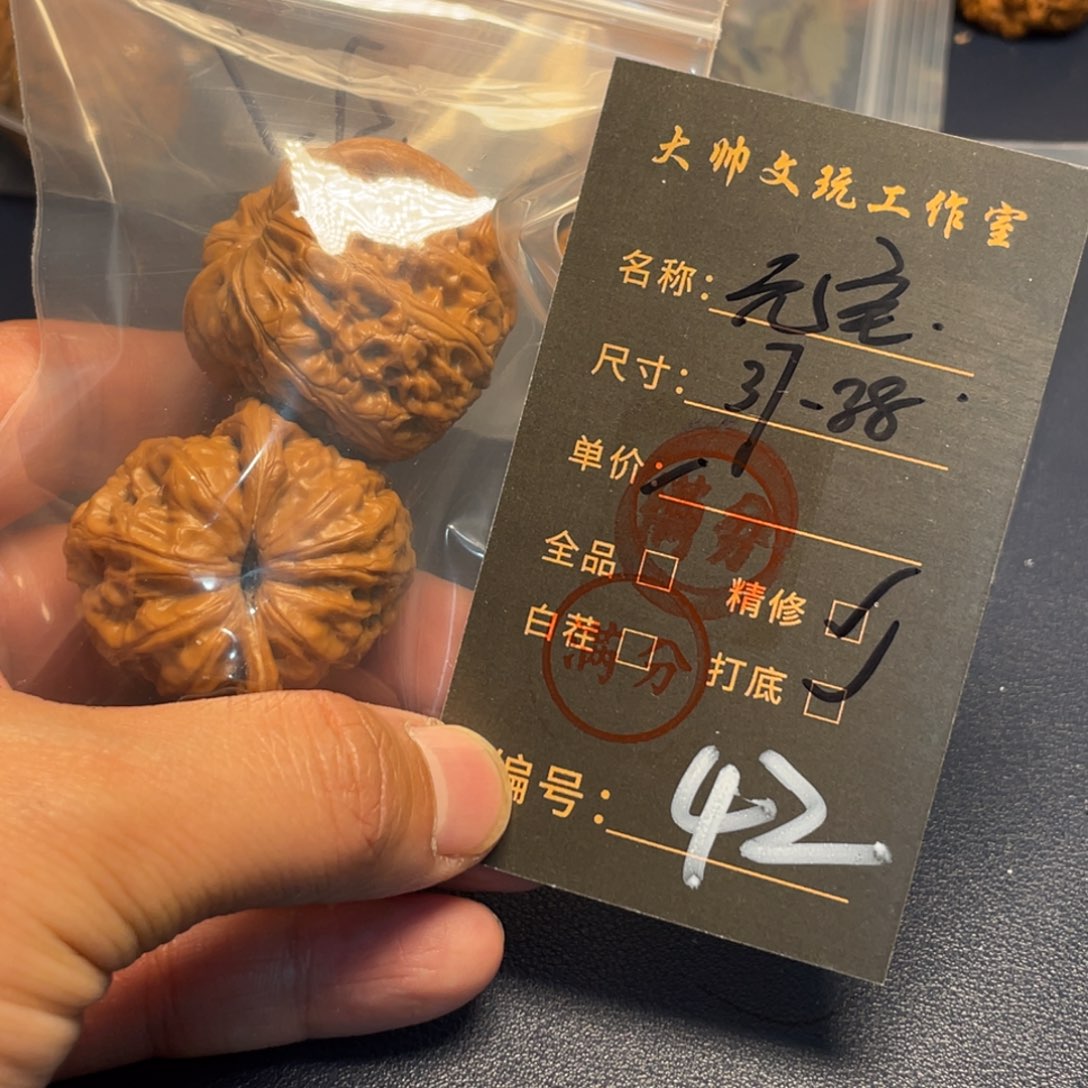 大帅文玩工作室
名称：元宝.
尺寸：37-38.
单价：
满分
全品 □ 精修 ☑
白茬 □ 打底 ☑
满分
编号：42